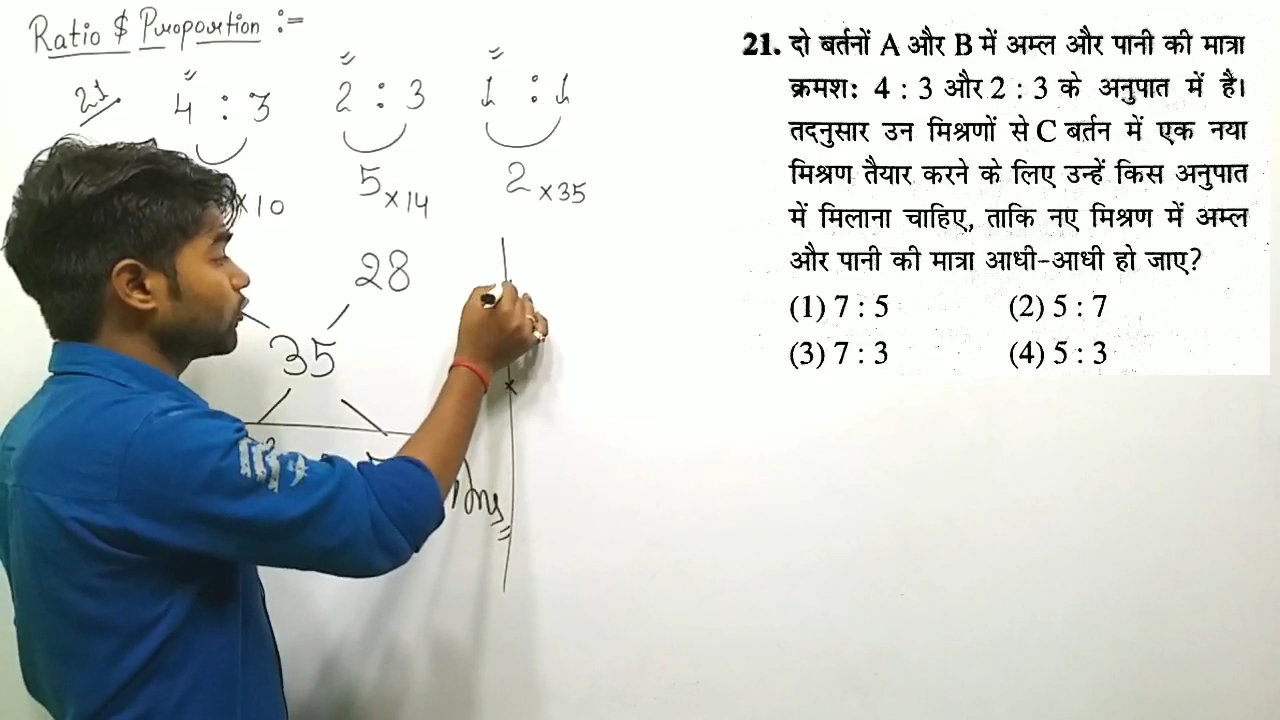 Ratio $ Proportion :=
21.
4 : 3
2 : 3
1 : 1
×10
5 ×14
2 ×35
28
35
Ans
21. दो बर्तनों A और B में अम्ल और पानी की मात्रा
क्रमश: 4 : 3 और 2 : 3 के अनुपात में है।
तदनुसार उन मिश्रणों से C बर्तन में एक नया
मिश्रण तैयार करने के लिए उन्हें किस अनुपात
में मिलाना चाहिए, ताकि नए मिश्रण में अम्ल
और पानी की मात्रा आधी-आधी हो जाए?
(1) 7 : 5 (2) 5 : 7
(3) 7 : 3 (4) 5 : 3